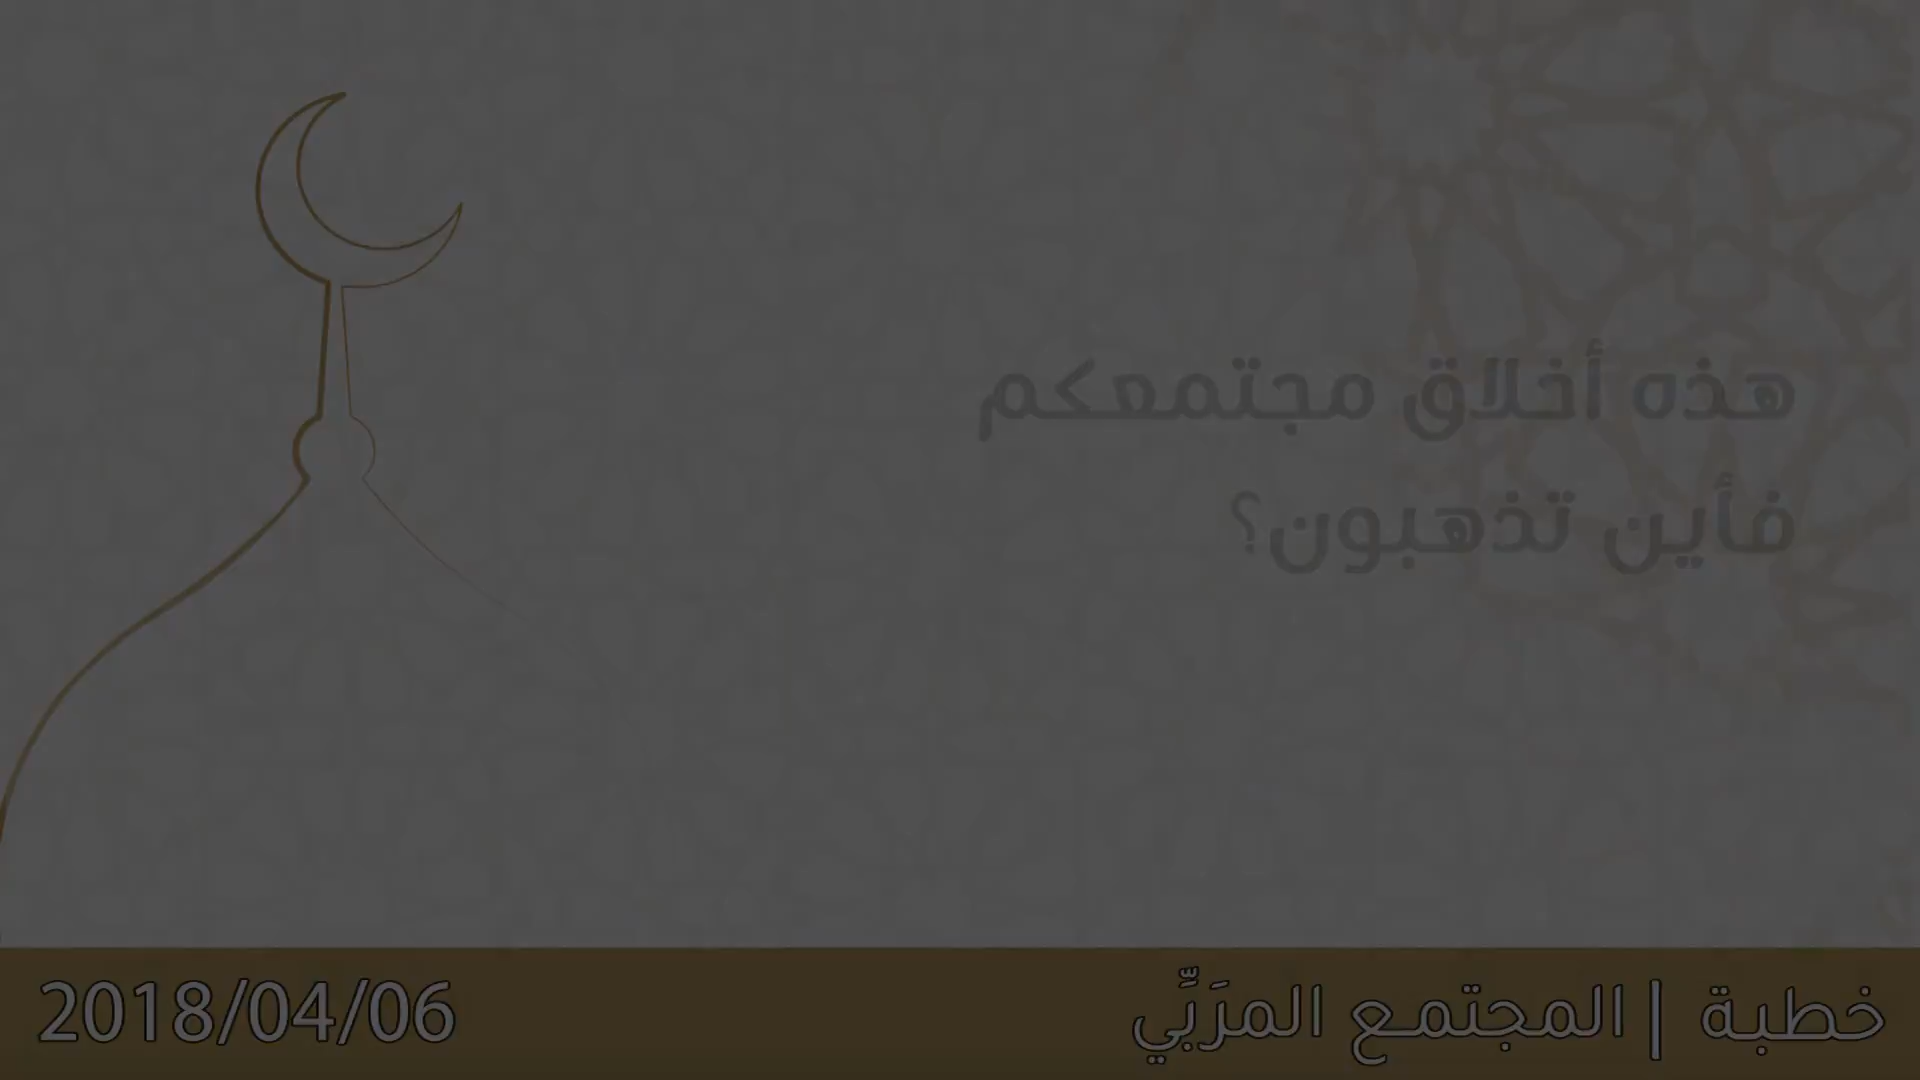 هذه أخلاق مجتمعكم
فأين تذهبون؟
خطبة | المجتمع المرَبِّي
2018/04/06